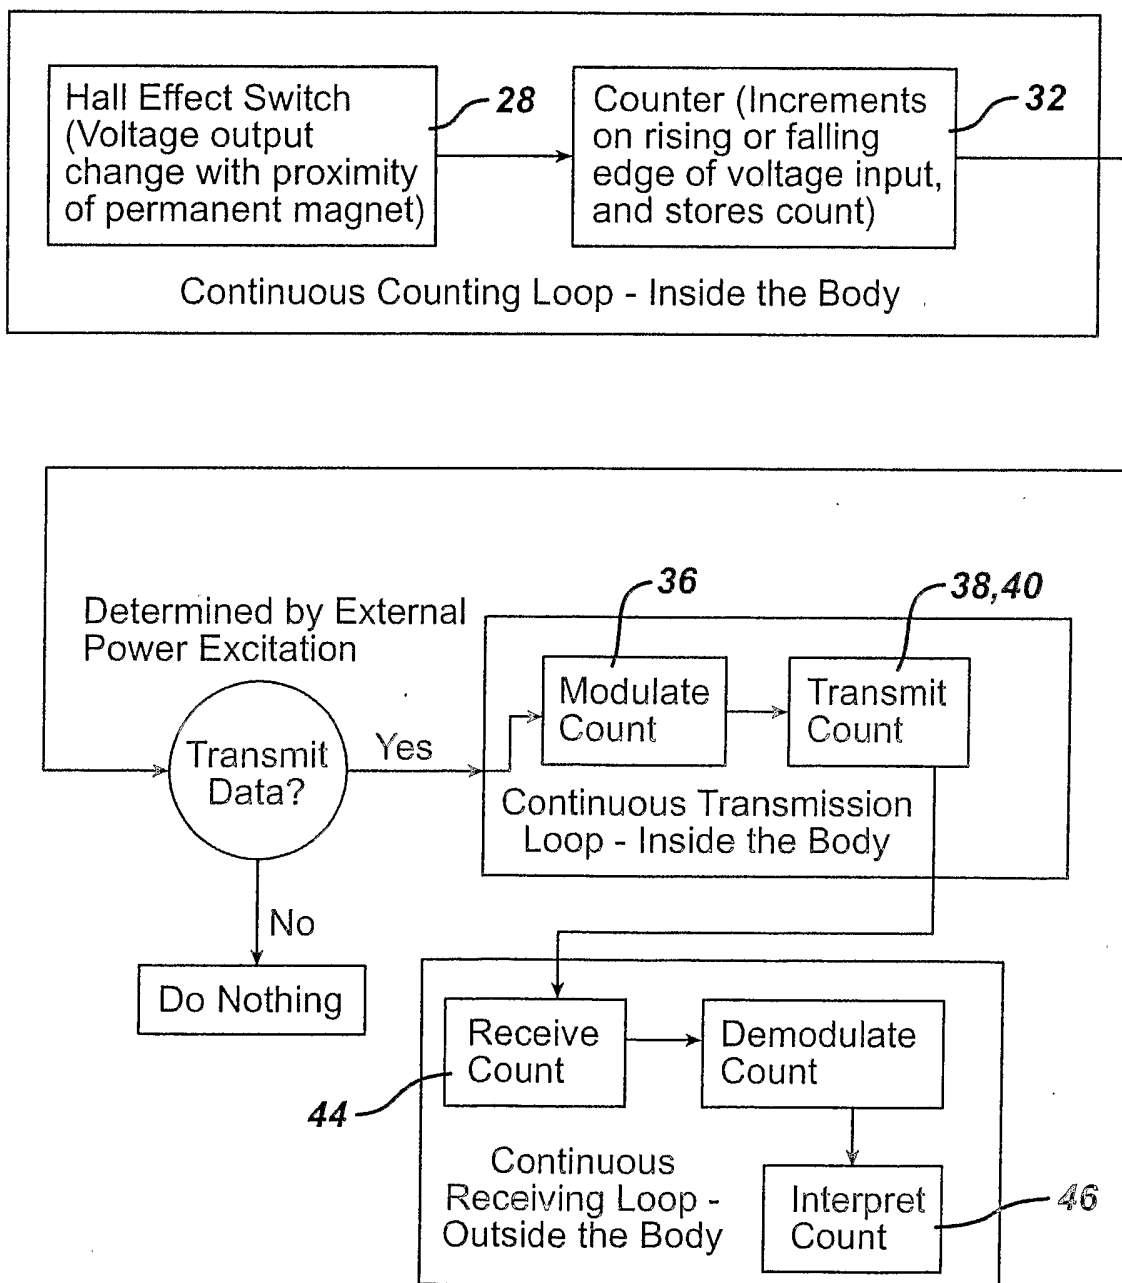 Hall Effect Switch
(Voltage output
change with proximity
of permanent magnet)
28
Counter (Increments
on rising or falling
edge of voltage input,
and stores count)
32
Continuous Counting Loop - Inside the Body
Determined by External
Power Excitation
Transmit
Data?
Yes
No
Do Nothing
36
Modulate
Count
38,40
Transmit
Count
Continuous Transmission
Loop - Inside the Body
Receive
Count
44
Demodulate
Count
Continuous
Receiving Loop -
Outside the Body
Interpret
Count
46